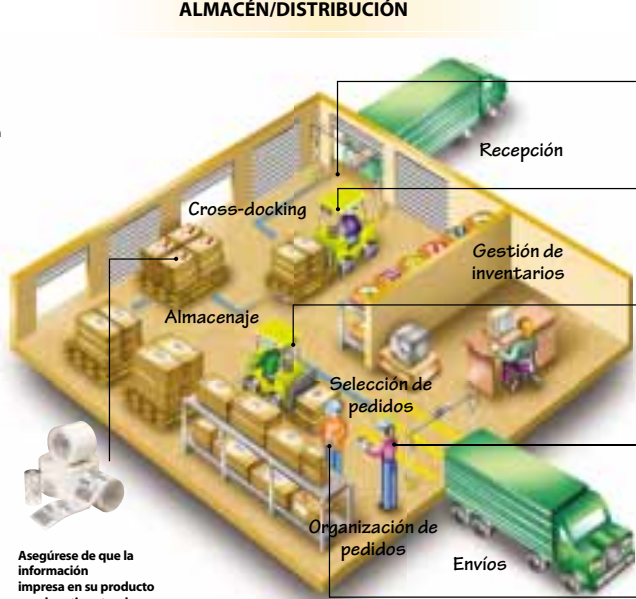 ALMACÉN/DISTRIBUCIÓN
Recepción
Cross-docking
Gestión de
inventarios
Almacenaje
Selección de
pedidos
Organización de
pedidos
Envíos
Asegúrese de que la
información
impresa en su producto